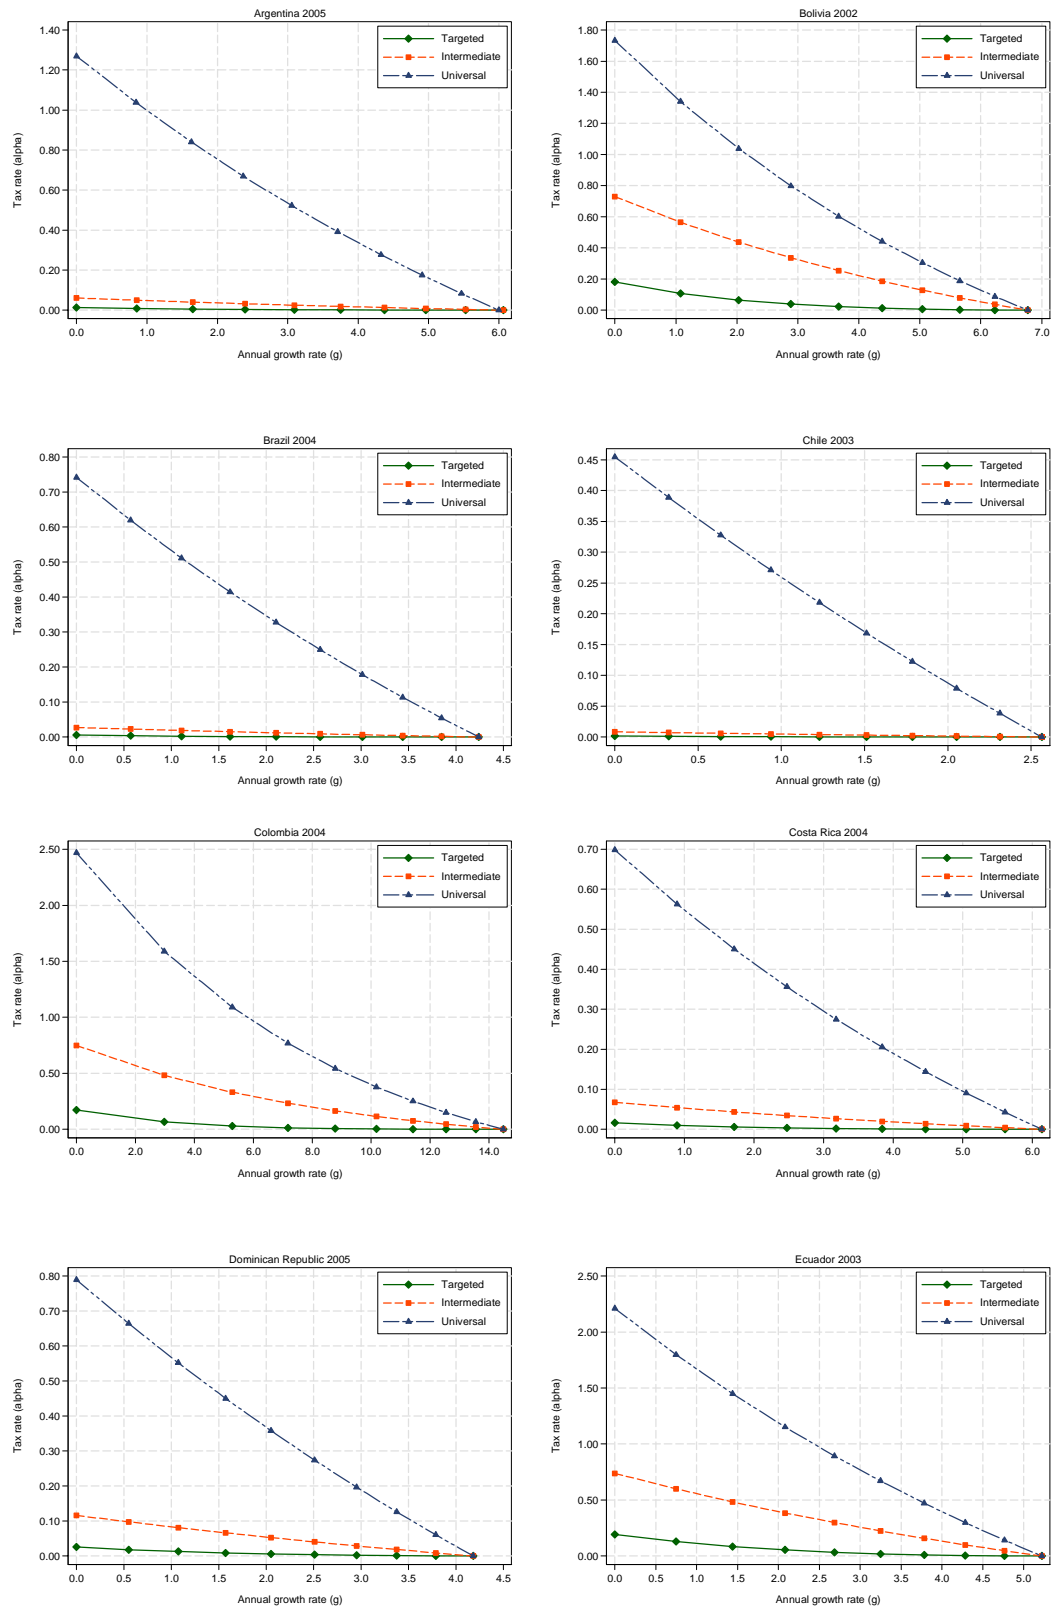 Argentina 2005
1.40
1.20
1.00
0.80
0.60
0.40
0.20
0.00
Tax rate (alpha)
0.0 1.0 2.0 3.0 4.0 5.0 6.0
Annual growth rate (g)
Targeted
Intermediate
Universal
Bolivia 2002
1.80
1.60
1.40
1.20
1.00
0.80
0.60
0.40
0.20
0.00
Tax rate (alpha)
0.0 1.0 2.0 3.0 4.0 5.0 6.0 7.0
Annual growth rate (g)
Targeted
Intermediate
Universal
Brazil 2004
0.80
0.70
0.60
0.50
0.40
0.30
0.20
0.10
0.00
Tax rate (alpha)
0.0 0.5 1.0 1.5 2.0 2.5 3.0 3.5 4.0 4.5
Annual growth rate (g)
Targeted
Intermediate
Universal
Chile 2003
0.45
0.40
0.35
0.30
0.25
0.20
0.15
0.10
0.05
0.00
Tax rate (alpha)
0.0 0.5 1.0 1.5 2.0 2.5
Annual growth rate (g)
Targeted
Intermediate
Universal
Colombia 2004
2.50
2.00
1.50
1.00
0.50
0.00
Tax rate (alpha)
0.0 2.0 4.0 6.0 8.0 10.0 12.0 14.0
Annual growth rate (g)
Targeted
Intermediate
Universal
Costa Rica 2004
0.70
0.60
0.50
0.40
0.30
0.20
0.10
0.00
Tax rate (alpha)
0.0 1.0 2.0 3.0 4.0 5.0 6.0
Annual growth rate (g)
Targeted
Intermediate
Universal
Dominican Republic 2005
0.80
0.70
0.60
0.50
0.40
0.30
0.20
0.10
0.00
Tax rate (alpha)
0.0 0.5 1.0 1.5 2.0 2.5 3.0 3.5 4.0 4.5
Annual growth rate (g)
Targeted
Intermediate
Universal
Ecuador 2003
2.50
2.00
1.50
1.00
0.50
0.00
Tax rate (alpha)
0.0 0.5 1.0 1.5 2.0 2.5 3.0 3.5 4.0 4.5 5.0
Annual growth rate (g)
Targeted
Intermediate
Universal